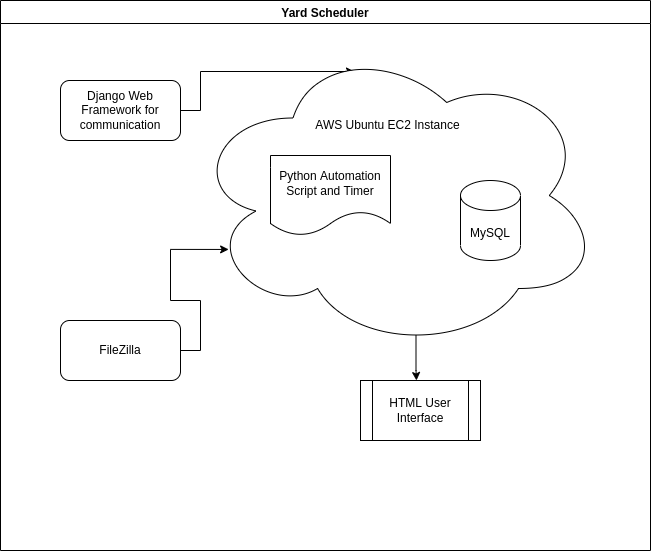 Yard Scheduler
Django Web
Framework for
communication
AWS Ubuntu EC2 Instance
Python Automation
Script and Timer
MySQL
FileZilla
HTML User
Interface